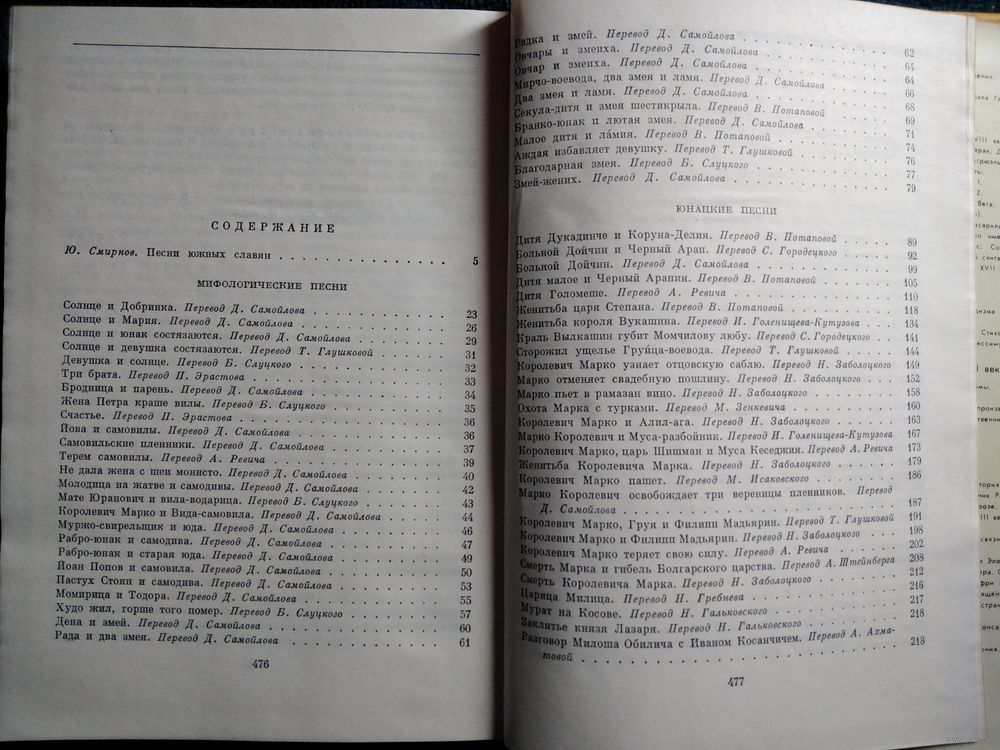 СОДЕРЖАНИЕ
Ю. Смирнов. Песни южных славян . . . . . . . . . . . . . . 5
МИФОЛОГИЧЕСКИЕ ПЕСНИ
Солнце и Добринка. Перевод Д. Самойлова . . . . . . . . . 23
Солнце и Мария. Перевод Д. Самойлова . . . . . . . . . 26
Солнце и юнак состязаются. Перевод Д. Самойлова . . . . . . 29
Солнце и девушка состязаются. Перевод Т. Глушковой . . . . . 31
Девушка и солнце. Перевод Б. Слуцкого . . . . . . . . . 32
Три брата. Перевод П. Эрастова . . . . . . . . . . . 33
Бродница и парень. Перевод Д. Самойлова . . . . . . . . 34
Жена Петра краше вилы. Перевод Б. Слуцкого . . . . . . . 35
Счастье. Перевод П. Эрастова . . . . . . . . . . . . 36
Йова и самовилы. Перевод Д. Самойлова . . . . . . . . . 36
Самовильские пленники. Перевод Д. Самойлова . . . . . . . 37
Терем самовилы. Перевод А. Ревича . . . . . . . . . . 39
Не дала жена с шеи монисто. Перевод Д. Самойлова . . . . . 40
Молодица на жатве и самодивы. Перевод Д. Самойлова . . . . . 42
Мате Юранович и вила-водарица. Перевод Б. Слуцкого . . . . . 43
Королевич Марко и Вида-самовила. Перевод Д. Самойлова . . . . 44
Муржо-свирельщик и юда. Перевод Д. Самойлова . . . . . . . 46
Рабро-юнак и самодива. Перевод Д. Самойлова . . . . . . . 47
Рабро-юнак и старая юда. Перевод Д. Самойлова . . . . . . 49
Йоан Попов и самовила. Перевод Д. Самойлова . . . . . . . 50
Пастух Стоян и самодива. Перевод Д. Самойлова . . . . . . 53
Момирица и Тодора. Перевод Д. Самойлова . . . . . . . . 55
Худо жил, горше того помер. Перевод Б. Слуцкого . . . . . . 57
Дена и змей. Перевод Д. Самойлова . . . . . . . . . . 60
Рада и два змея. Перевод Д. Самойлова . . . . . . . . . 61
476
Радка и змей. Перевод Д. Самойлова . . . . . . . . . 62
Овчары и змеиха. Перевод Д. Самойлова . . . . . . . . 64
Овчар и змеиха. Перевод Д. Самойлова . . . . . . . . 64
Мирчо-воевода, два змея и ламя. Перевод Д. Самойлова . . . . 66
Два змея и ламя. Перевод Д. Самойлова . . . . . . . . 68
Секула-дитя и змея шестикрыла. Перевод В. Потаповой . . . . . 69
Бранко-юнак и лютая змея. Перевод Д. Самойлова . . . . . . 71
Малое дитя и ла́мия. Перевод В. Потаповой . . . . . . . 74
Аждая избавляет девушку. Перевод Т. Глушковой . . . . . . 76
Благодарная змея. Перевод Б. Слуцкого . . . . . . . . 77
Змей-жених. Перевод Д. Самойлова . . . . . . . . . . 79
ЮНАЦКИЕ ПЕСНИ
Дитя Дукадинче и Коруна-Делия. Перевод В. Потаповой . . . . . 89
Больной Дойчин и Черный Арап. Перевод С. Городецкого . . . . 92
Больной Дойчин. Перевод Д. Самойлова . . . . . . . . . 99
Дитя малое и Черный Арапин. Перевод В. Потаповой . . . . . 105
Дитя Голомеше. Перевод А. Ревича . . . . . . . . . . 110
Женитьба царя Степана. Перевод В. Потаповой . . . . . . . 118
Женитьба короля Вукашина. Перевод И. Голенищева-Кутузова . . . 134
Краль Вылкашин губит Момчилову любу. Перевод С. Городецкого . . 141
Сторожил ущелье Груйца-воевода. Перевод Т. Глушковой . . . . 144
Королевич Марко узнает отцовскую саблю. Перевод Н. Заболоцкого 149
Марко отменяет свадебную пошлину. Перевод Н. Заболоцкого . . . 152
Марко пьет в рамазан вино. Перевод Н. Заболоцкого . . . . . 158
Охота Марка с турками. Перевод М. Зенкевича . . . . . . . 160
Королевич Марко и Алил-ага. Перевод Н. Заболоцкого . . . . . 163
Марко Королевич и Муса-разбойник. Перевод И. Голенищева-Кутузова 167
Королевич Марко, царь Шишман и Муса Кеседжия. Перевод А. Ревича 173
Женитьба Королевича Марка. Перевод Н. Заболоцкого . . . . . 179
Королевич Марко пашет. Перевод М. Исаковского . . . . . . 186
Марко Королевич освобождает три вереницы пленников. Перевод
Д. Самойлова . . . . . . . . . . . . . . . . 187
Королевич Марко, Груя и Филипп Мадьярин. Перевод Т. Глушковой 191
Королевич Марко и Филипп Мадьярин. Перевод Н. Заболоцкого . . 198
Королевич Марко теряет свою силу. Перевод А. Ревича . . . . 202
Смерть Марка и гибель Болгарского царства. Перевод А. Штейнберга 208
Смерть Королевича Марка. Перевод Н. Заболоцкого . . . . . 212
Царица Милица. Перевод Н. Гребнева . . . . . . . . . 216
Мурат на Косове. Перевод Н. Гальковского . . . . . . . 217
Заклятье князя Лазаря. Перевод Н. Гальковского . . . . . . 218
Разговор Милоша Обилича с Иваном Косанчичем. Перевод А. Ахма-
товой . . . . . . . . . . . . . . . . . . 218
477